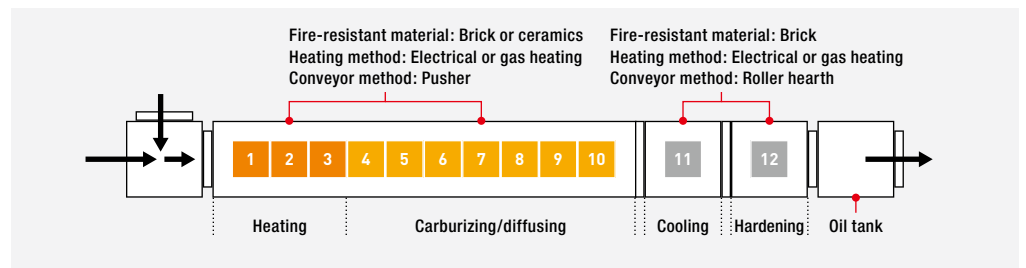 Fire-resistant material: Brick or ceramics
Heating method: Electrical or gas heating
Conveyor method: Pusher
Fire-resistant material: Brick
Heating method: Electrical or gas heating
Conveyor method: Roller hearth
1 2 3 4 5 6 7 8 9 10 11 12
Heating Carburizing/diffusing Cooling Hardening Oil tank